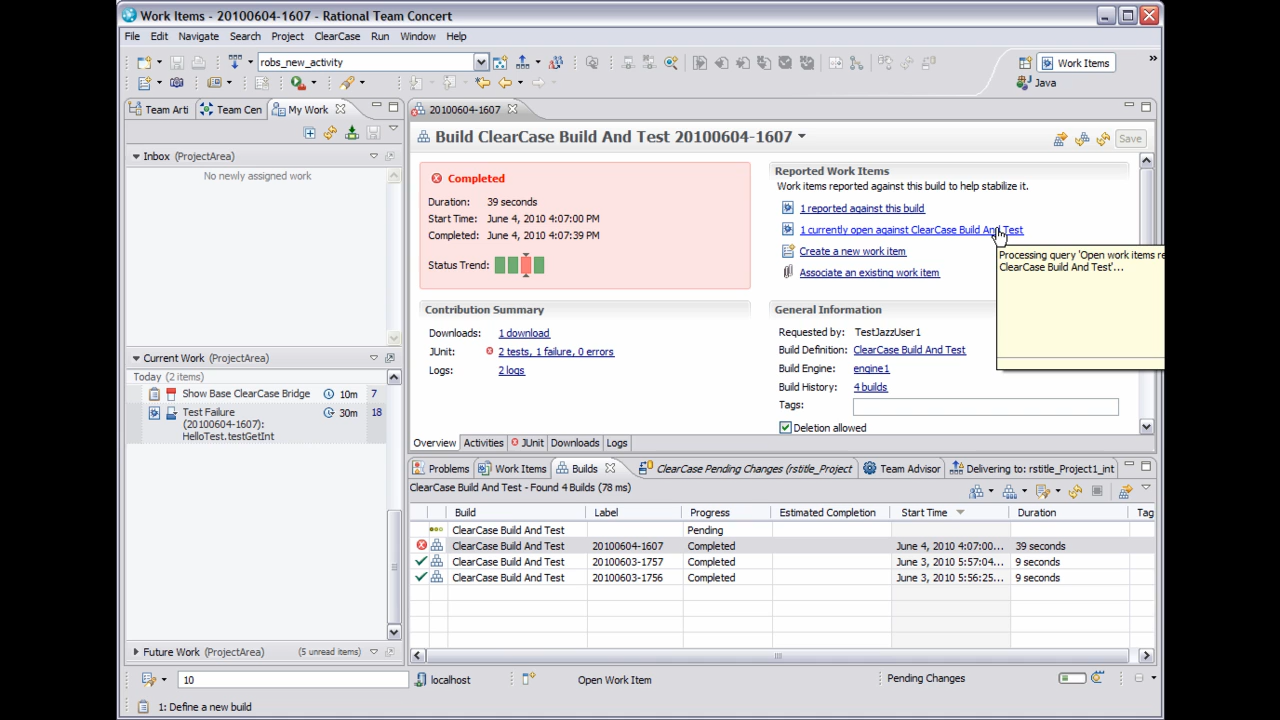 Work Items - 20100604-1607 - Rational Team Concert
File Edit Navigate Search Project ClearCase Run Window Help
robs_new_activity
Work Items
Java
Team Arti Team Cen My Work
Inbox (ProjectArea)
No newly assigned work
Current Work (ProjectArea)
Today (2 items)
Show Base ClearCase Bridge 10m 7
Test Failure 30m 18
(20100604-1607):
HelloTest.testGetInt
Future Work (ProjectArea) (5 unread items)
20100604-1607
Build ClearCase Build And Test 20100604-1607
Save
Completed
Duration: 39 seconds
Start Time: June 4, 2010 4:07:00 PM
Completed: June 4, 2010 4:07:39 PM
Status Trend:
Reported Work Items
Work items reported against this build to help stabilize it.
1 reported against this build
1 currently open against ClearCase Build And Test
Create a new work item
Associate an existing work item
Processing query 'Open work items re
ClearCase Build And Test'...
Contribution Summary
Downloads: 1 download
JUnit: 2 tests, 1 failure, 0 errors
Logs: 2 logs
General Information
Requested by: TestJazzUser1
Build Definition: ClearCase Build And Test
Build Engine: engine1
Build History: 4 builds
Tags:
Deletion allowed
Overview Activities JUnit Downloads Logs
Problems Work Items Builds ClearCase Pending Changes (rstitle_Project Team Advisor Delivering to: rstitle_Project1_int
ClearCase Build And Test - Found 4 Builds (78 ms)
Build Label Progress Estimated Completion Start Time Duration Tag
ClearCase Build And Test Pending
ClearCase Build And Test 20100604-1607 Completed June 4, 2010 4:07:00... 39 seconds
ClearCase Build And Test 20100603-1757 Completed June 3, 2010 5:57:04... 9 seconds
ClearCase Build And Test 20100603-1756 Completed June 3, 2010 5:56:25... 9 seconds
10 localhost Open Work Item Pending Changes
1: Define a new build